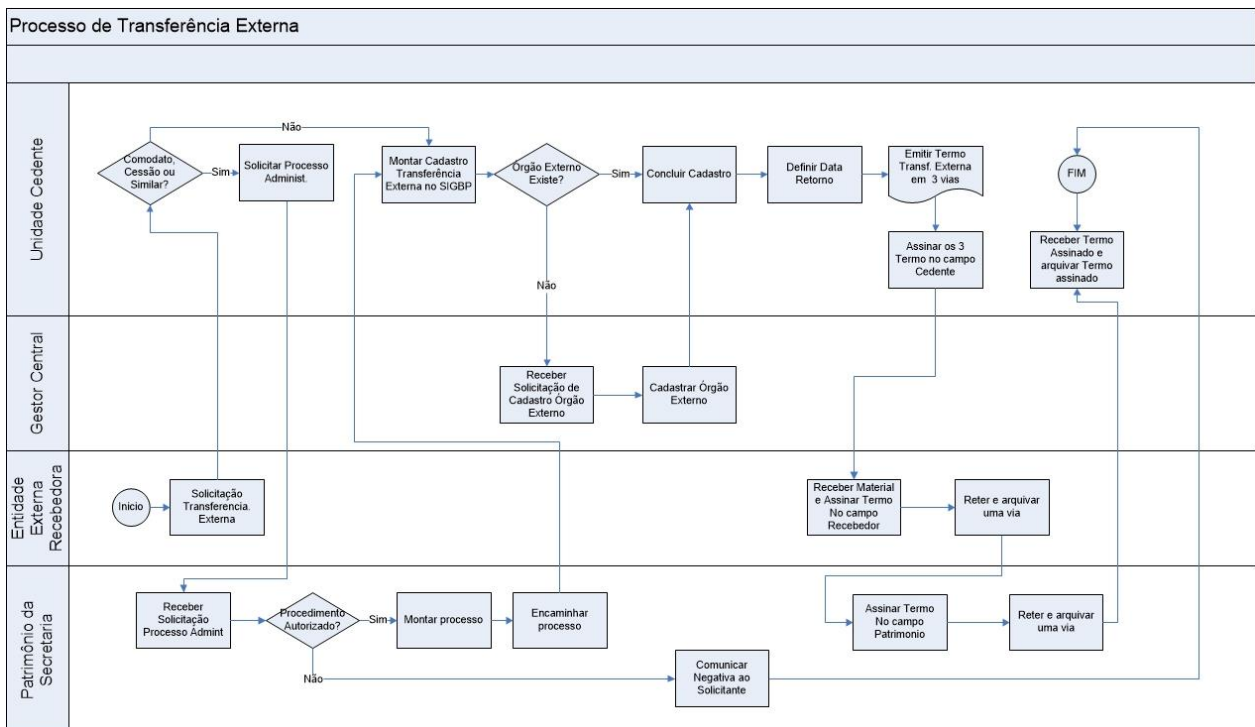 Processo de Transferência Externa
Unidade Cedente
Não
Comodato,
Cessão ou
Similar?
Sim
Solicitar Processo
Administ.
Montar Cadastro
Transferência
Externa no SIGBP
Órgão Externo
Existe?
Sim
Concluir Cadastro
Definir Data
Retorno
Emitir Termo
Transf. Externa
em 3 vias
FIM
Assinar os 3
Termo no campo
Cedente
Receber Termo
Assinado e
arquivar Termo
assinado
Não
Gestor Central
Receber
Solicitação de
Cadastro Órgão
Externo
Cadastrar Órgão
Externo
Entidade
Externa
Recebedora
Inicio
Solicitação
Transferencia.
Externa
Receber Material
e Assinar Termo
No campo
Recebedor
Reter e arquivar
uma via
Patrimônio da
Secretaria
Receber
Solicitação
Processo Admint
Procedimento
Autorizado?
Sim
Montar processo
Encaminhar
processo
Assinar Termo
No campo
Patrimonio
Reter e arquivar
uma via
Não
Comunicar
Negativa ao
Solicitante